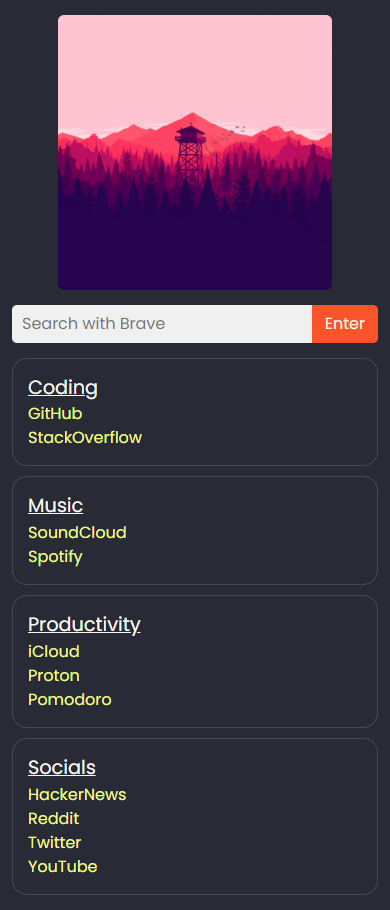 Search with Brave
Enter
Coding
GitHub
StackOverflow
Music
SoundCloud
Spotify
Productivity
iCloud
Proton
Pomodoro
Socials
HackerNews
Reddit
Twitter
YouTube